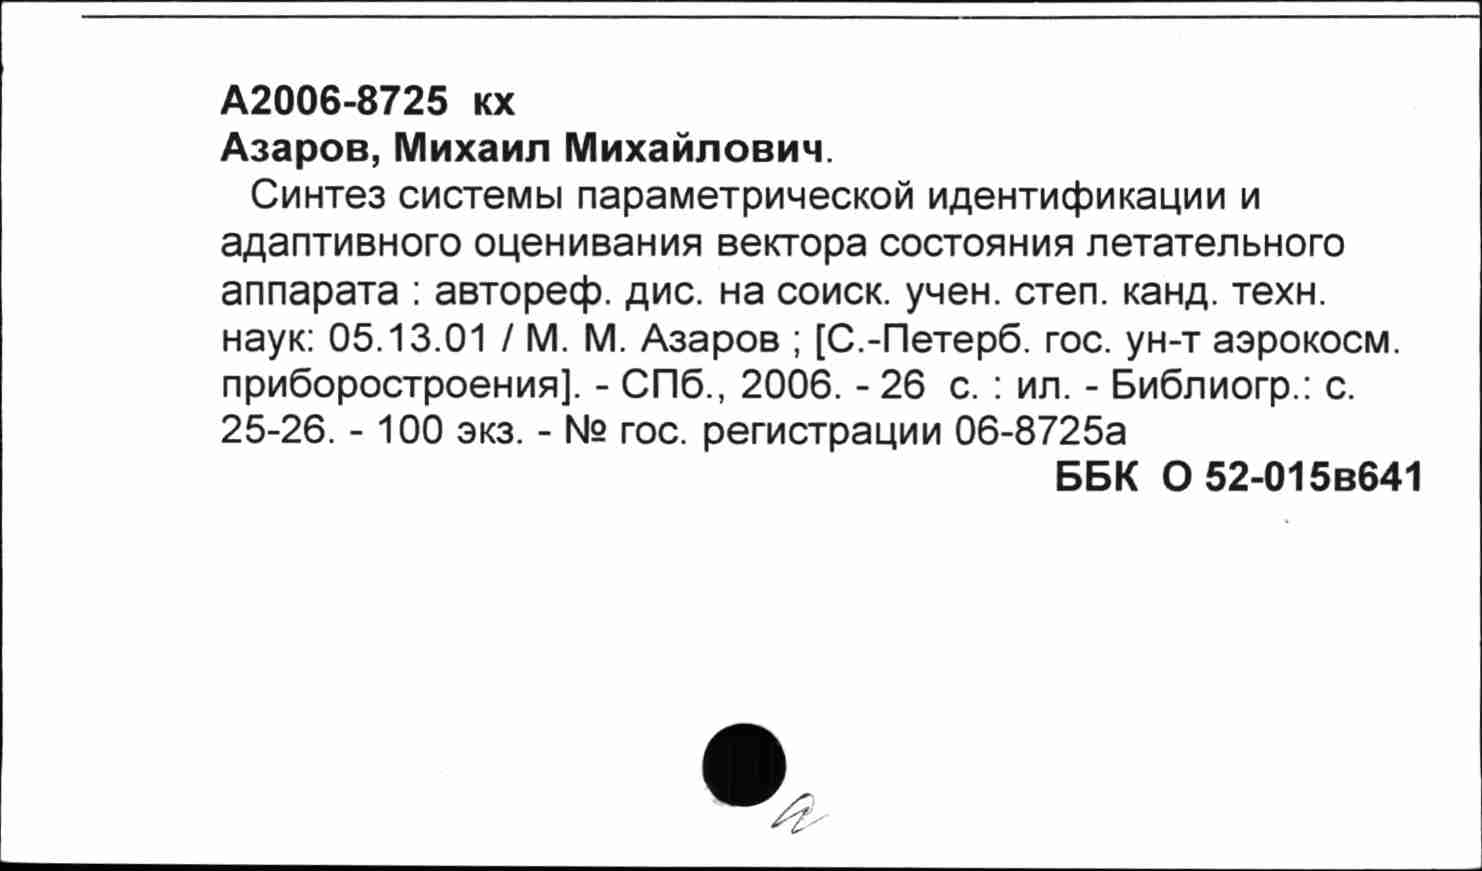 А2006-8725 кх
Азаров, Михаил Михайлович.
Синтез системы параметрической идентификации и
адаптивного оценивания вектора состояния летательного
аппарата : автореф. дис. на соиск. учен. степ. канд. техн.
наук: 05.13.01 / М. М. Азаров ; [С.-Петерб. гос. ун-т аэрокосм.
приборостроения]. - СПб., 2006. - 26 с. : ил. - Библиогр.: с.
25-26. - 100 экз. - № гос. регистрации 06-8725а
ББК О 52-015в641